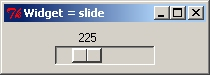 Widget = slide
225